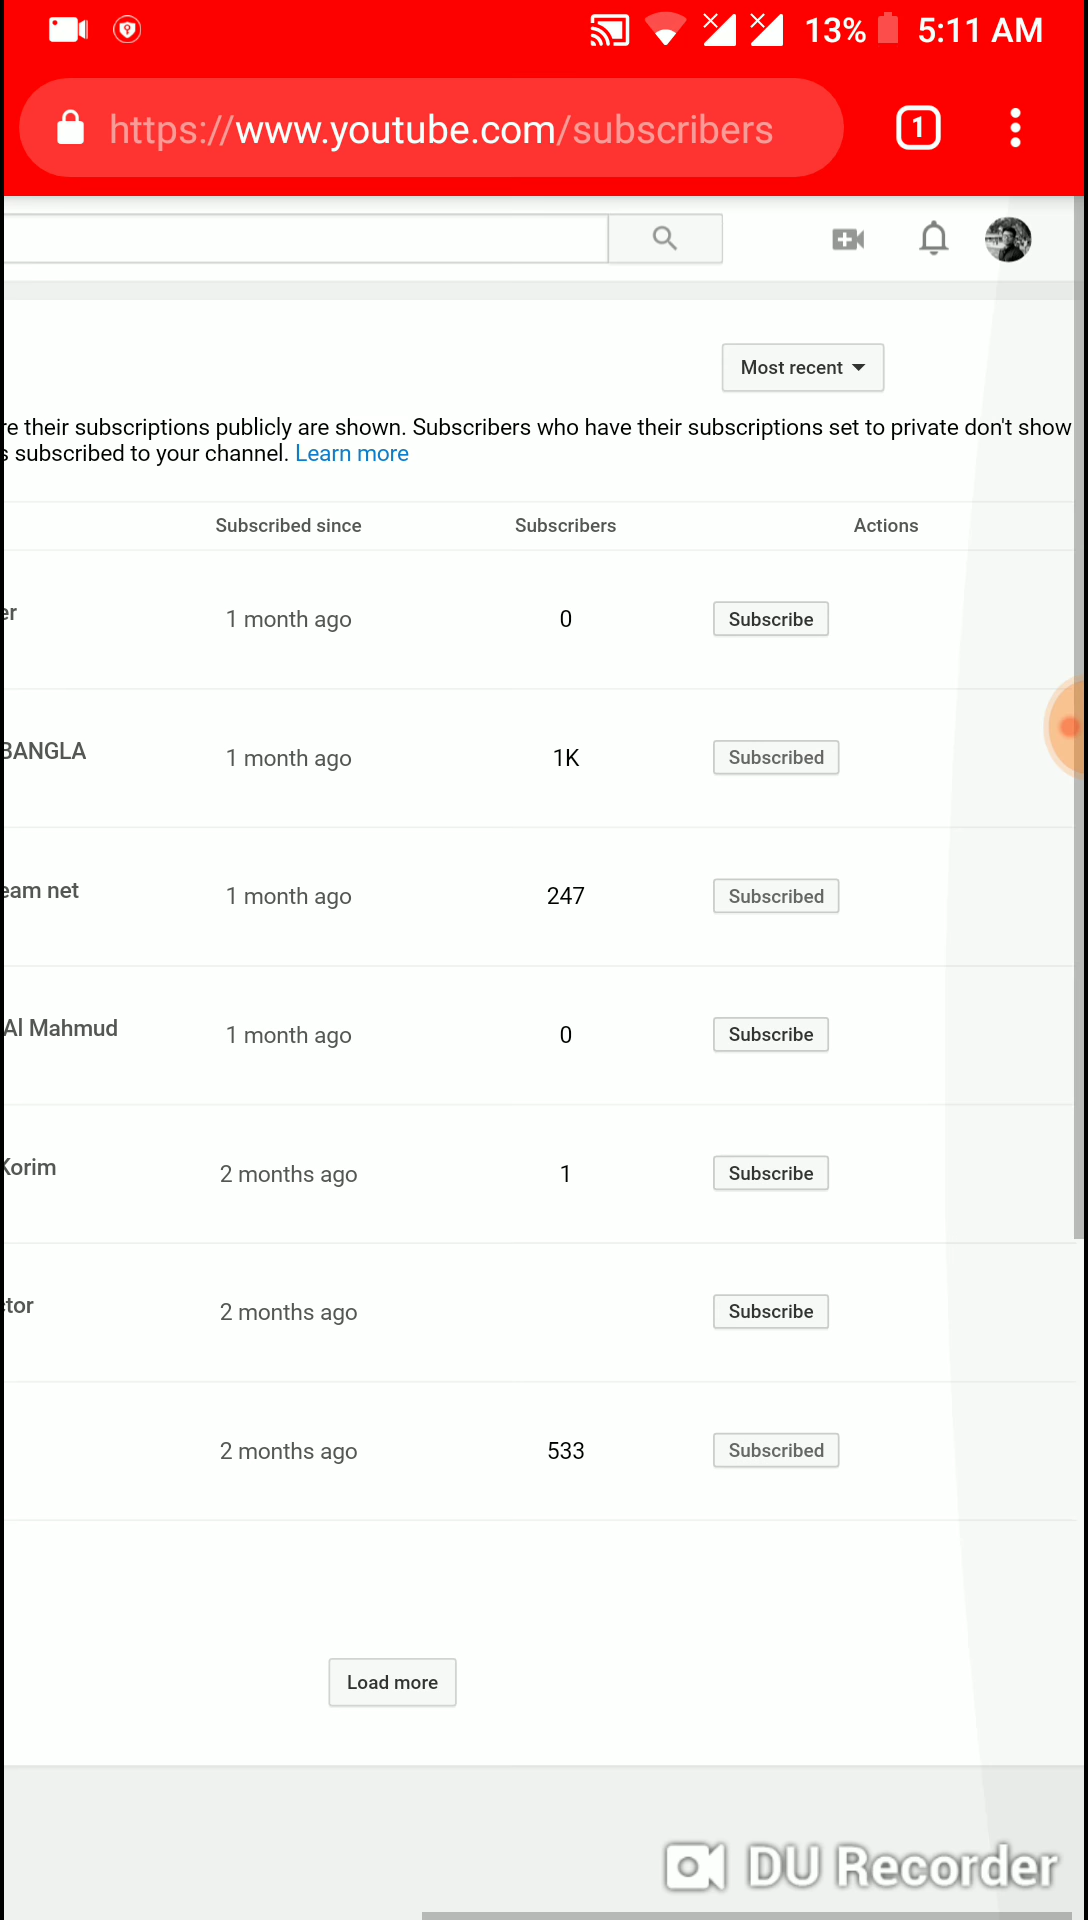 13% 5:11 AM
https://www.youtube.com/subscribers
1
Most recent
re their subscriptions publicly are shown. Subscribers who have their subscriptions set to private don't show
s subscribed to your channel. Learn more
Subscribed since Subscribers Actions
er 1 month ago 0 Subscribe
BANGLA 1 month ago 1K Subscribed
eam net 1 month ago 247 Subscribed
Al Mahmud 1 month ago 0 Subscribe
Korim 2 months ago 1 Subscribe
ctor 2 months ago Subscribe
2 months ago 533 Subscribed
Load more
DU Recorder